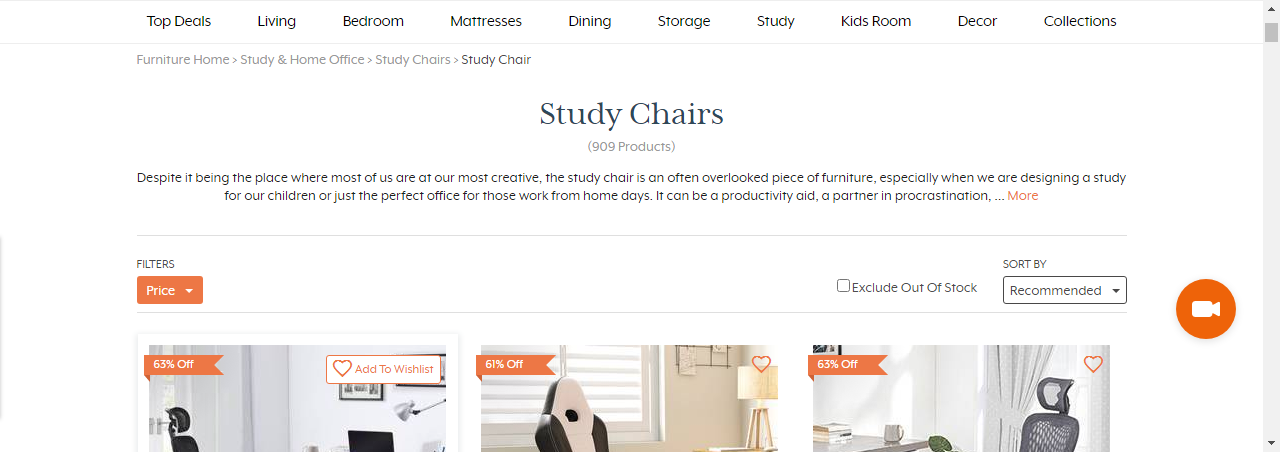 Top Deals Living Bedroom Mattresses Dining Storage Study Kids Room Decor Collections
Furniture Home > Study & Home Office > Study Chairs > Study Chair
Study Chairs
(909 Products)
Despite it being the place where most of us are at our most creative, the study chair is an often overlooked piece of furniture, especially when we are designing a study
for our children or just the perfect office for those work from home days. It can be a productivity aid, a partner in procrastination, ... More
FILTERS
SORT BY
Price
Exclude Out Of Stock
Recommended
63% Off
Add To Wishlist
61% Off
63% Off